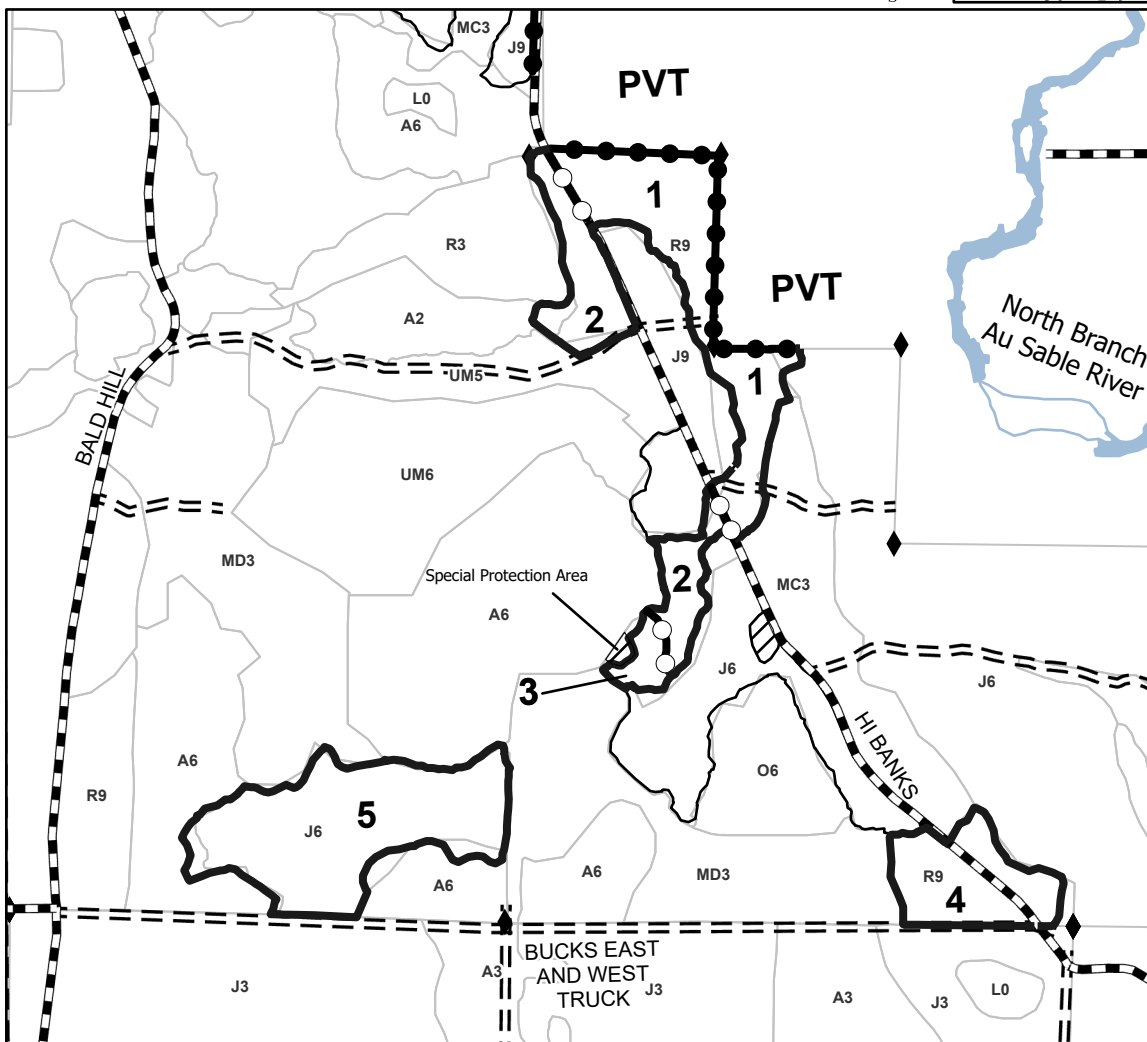 MC3
J9
PVT
L0
A6
1
R3
R9
PVT
A2
2
North Branch
Au Sable River
J9
UM5
1
BALD HILL
UM6
MD3
Special Protection Area
2
MC3
A6
J6
3
J6
HI BANKS
A6
O6
R9
5
J6
A6
A6
MD3
R9
4
BUCKS EAST
AND WEST
TRUCK
A3
J3
J3
A3
J3
L0